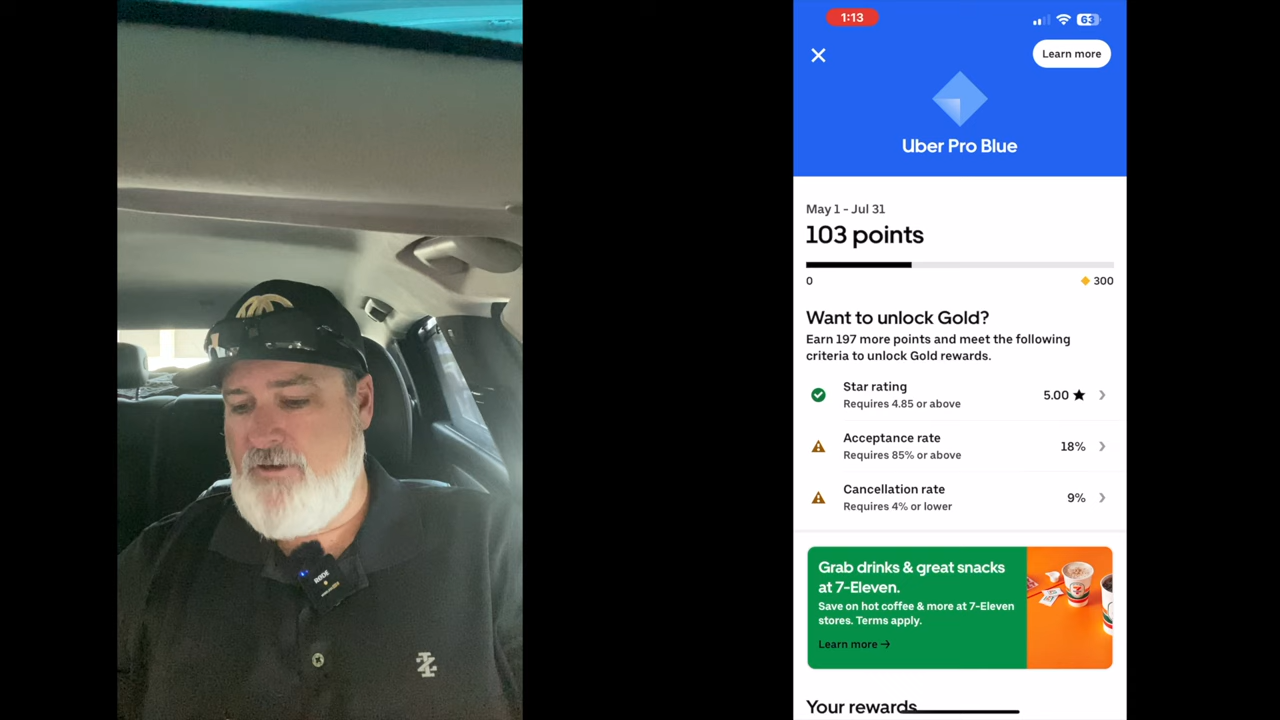 RODE
1:13
63
Learn more
Uber Pro Blue
May 1 - Jul 31
103 points
0
300
Want to unlock Gold?
Earn 197 more points and meet the following
criteria to unlock Gold rewards.
Star rating
5.00 ★
Requires 4.85 or above
Acceptance rate
18%
Requires 85% or above
Cancellation rate
9%
Requires 4% or lower
Grab drinks & great snacks
at 7-Eleven.
Save on hot coffee & more at 7-Eleven
stores. Terms apply.
Learn more →
Your rewards